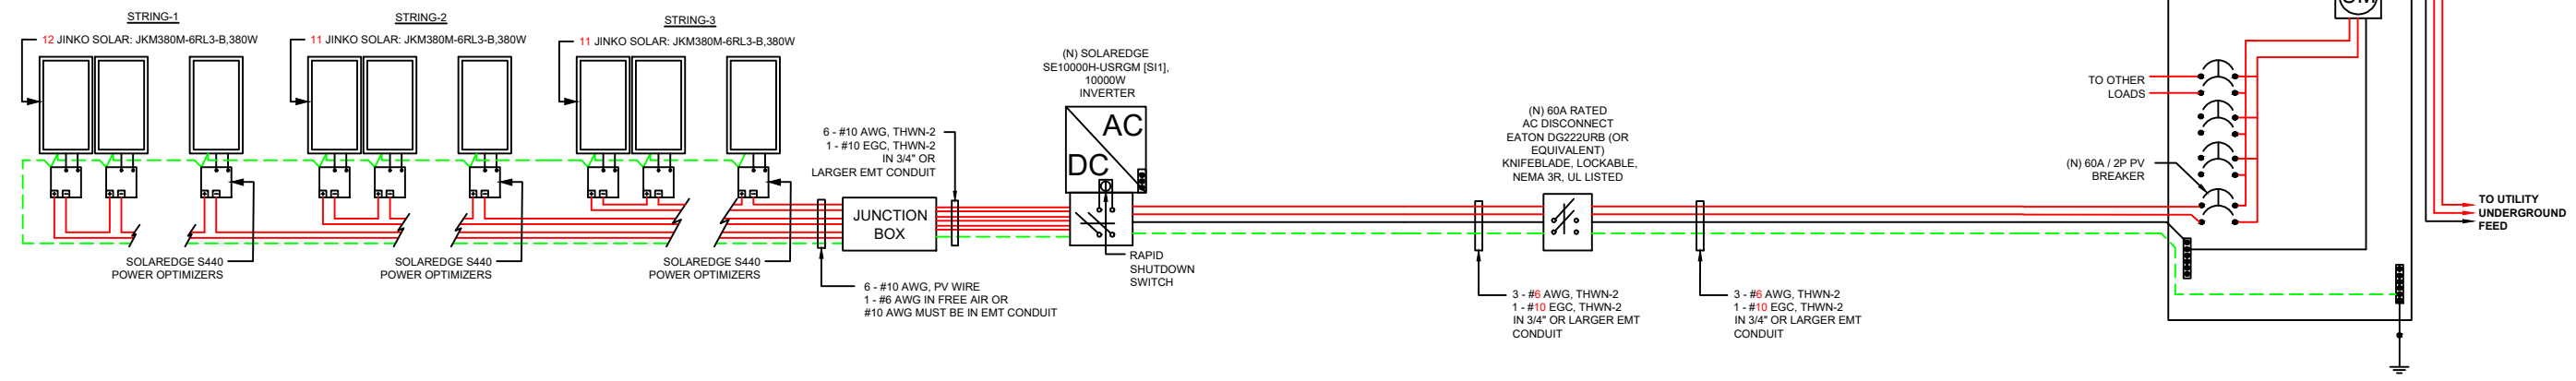 STRING-1
12 JINKO SOLAR: JKM380M-6RL3-B,380W
STRING-2
11 JINKO SOLAR: JKM380M-6RL3-B,380W
STRING-3
11 JINKO SOLAR: JKM380M-6RL3-B,380W
SOLAREDGE S440
POWER OPTIMIZERS
SOLAREDGE S440
POWER OPTIMIZERS
SOLAREDGE S440
POWER OPTIMIZERS
6 - #10 AWG, THWN-2
1 - #10 EGC, THWN-2
IN 3/4" OR
LARGER EMT CONDUIT
JUNCTION
BOX
6 - #10 AWG, PV WIRE
1 - #6 AWG IN FREE AIR OR
#10 AWG MUST BE IN EMT CONDUIT
(N) SOLAREDGE
SE10000H-USRGM [SI1],
10000W
INVERTER
AC
DC
RAPID
SHUTDOWN
SWITCH
(N) 60A RATED
AC DISCONNECT
EATON DG222URB (OR
EQUIVALENT)
KNIFEBLADE, LOCKABLE,
NEMA 3R, UL LISTED
3 - #6 AWG, THWN-2
1 - #10 EGC, THWN-2
IN 3/4" OR LARGER EMT
CONDUIT
3 - #6 AWG, THWN-2
1 - #10 EGC, THWN-2
IN 3/4" OR LARGER EMT
CONDUIT
TO OTHER
LOADS
(N) 60A / 2P PV
BREAKER
TO UTILITY
UNDERGROUND
FEED